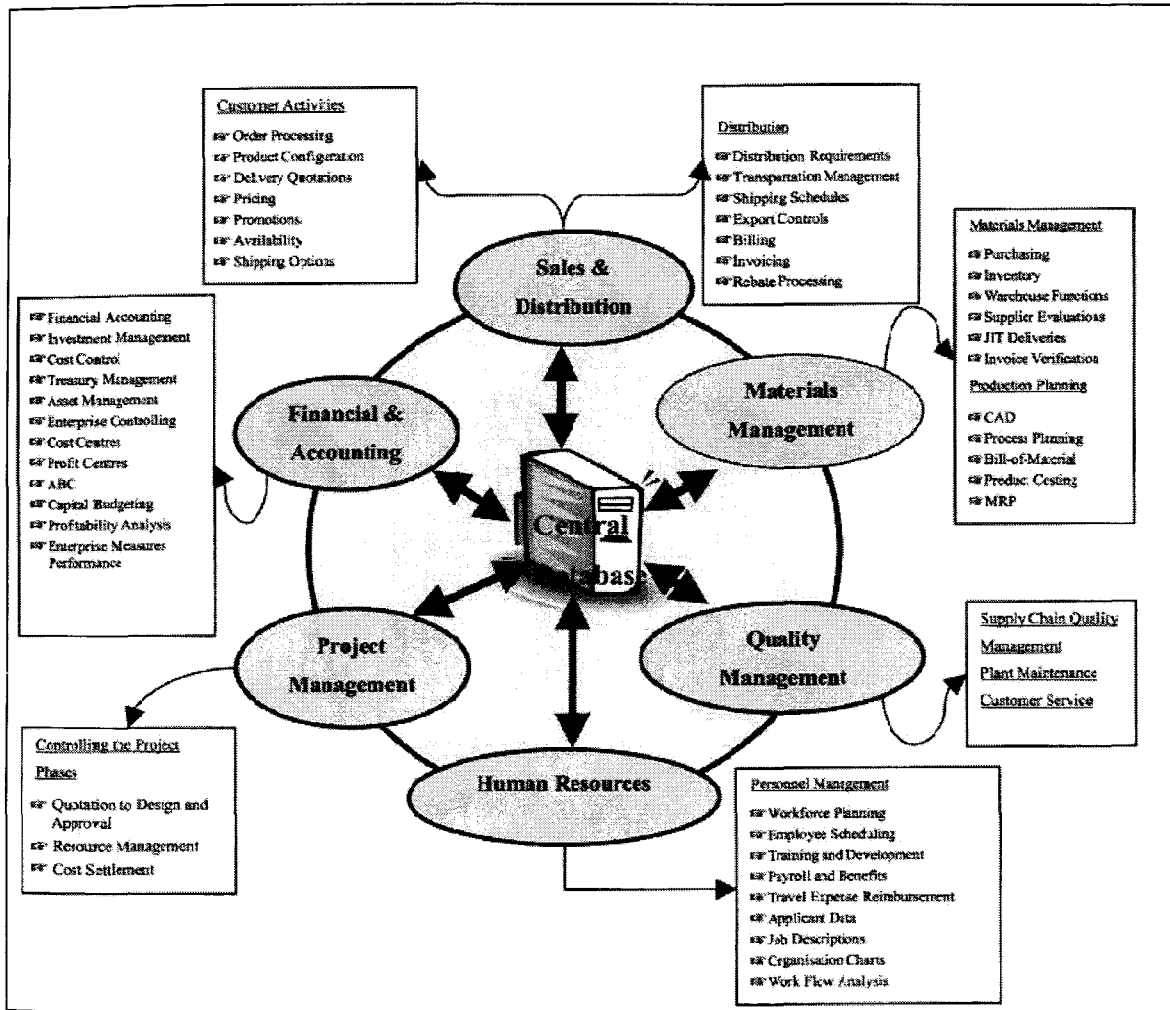 Customer Activities
Order Processing
Product Configuration
Delivery Quotations
Pricing
Promotions
Availability
Shipping Options
Distribution
Distribution Requirements
Transportation Management
Shipping Schedules
Export Controls
Billing
Invoicing
Rebate Processing
Materials Management
Purchasing
Inventory
Warehouse Functions
Supplier Evaluations
JIT Deliveries
Invoice Verification
Production Planning
CAD
Process Planning
Bill-of-Material
Product Costing
MRP
Sales &
Distribution
Financial Accounting
Investment Management
Cost Control
Treasury Management
Asset Management
Enterprise Controlling
Cost Centres
Profit Centres
ABC
Capital Budgeting
Profitability Analysis
Enterprise Measures
Performance
Financial &
Accounting
Materials
Management
Central
Database
Project
Management
Quality
Management
Supply Chain Quality
Management
Plant Maintenance
Customer Service
Controlling the Project
Phases
Quotation to Design and
Approval
Resource Management
Cost Settlement
Human Resources
Personnel Management
Workforce Planning
Employee Scheduling
Training and Development
Payroll and Benefits
Travel Expense Reimbursement
Applicant Data
Job Descriptions
Organisation Charts
Work Flow Analysis